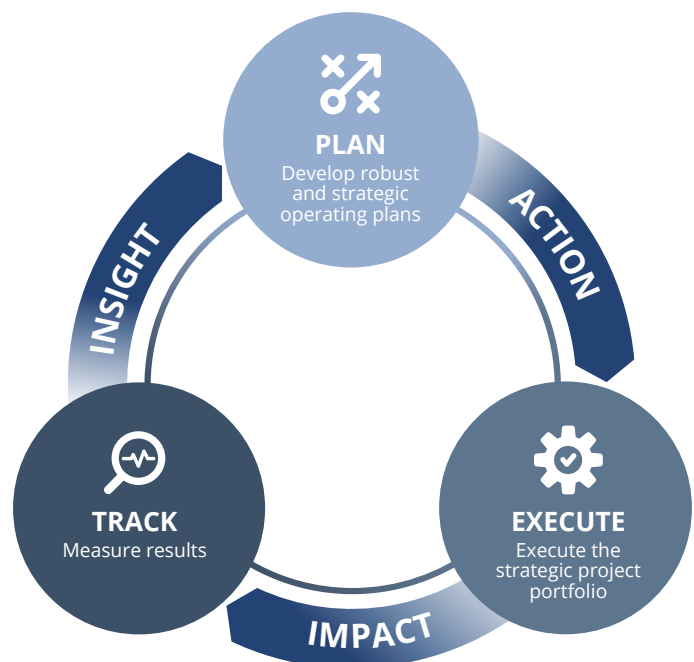 PLAN
Develop robust
and strategic
operating plans
ACTION
EXECUTE
Execute the
strategic project
portfolio
IMPACT
TRACK
Measure results
INSIGHT